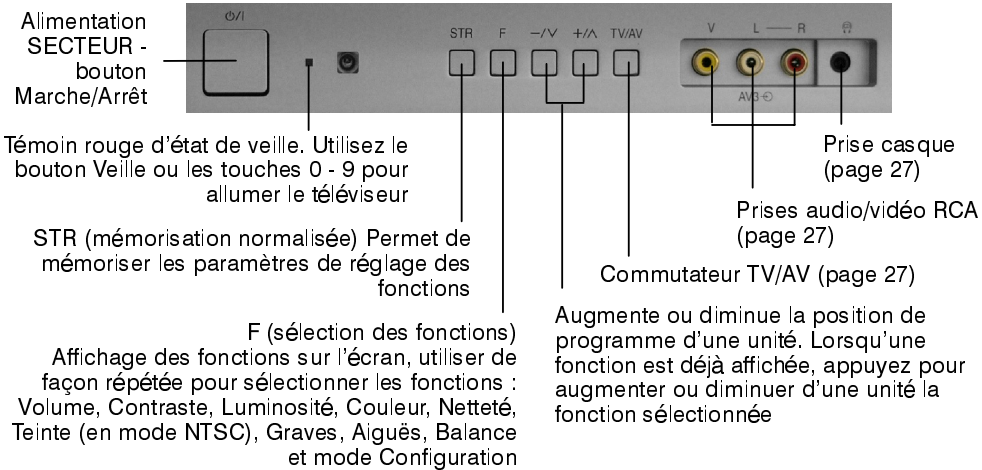 Alimentation
SECTEUR -
bouton
Marche/Arrêt
⏻/I
STR
F
−/∨
+/∧
TV/AV
V
L — R
AV3
Témoin rouge d'état de veille. Utilisez le
bouton Veille ou les touches 0 - 9 pour
allumer le téléviseur
STR (mémorisation normalisée) Permet de
mémoriser les paramètres de réglage des
fonctions
F (sélection des fonctions)
Affichage des fonctions sur l'écran, utiliser de
façon répétée pour sélectionner les fonctions :
Volume, Contraste, Luminosité, Couleur, Netteté,
Teinte (en mode NTSC), Graves, Aiguës, Balance
et mode Configuration
Prise casque
(page 27)
Prises audio/vidéo RCA
(page 27)
Commutateur TV/AV (page 27)
Augmente ou diminue la position de
programme d'une unité. Lorsqu'une
fonction est déjà affichée, appuyez pour
augmenter ou diminuer d'une unité la
fonction sélectionnée